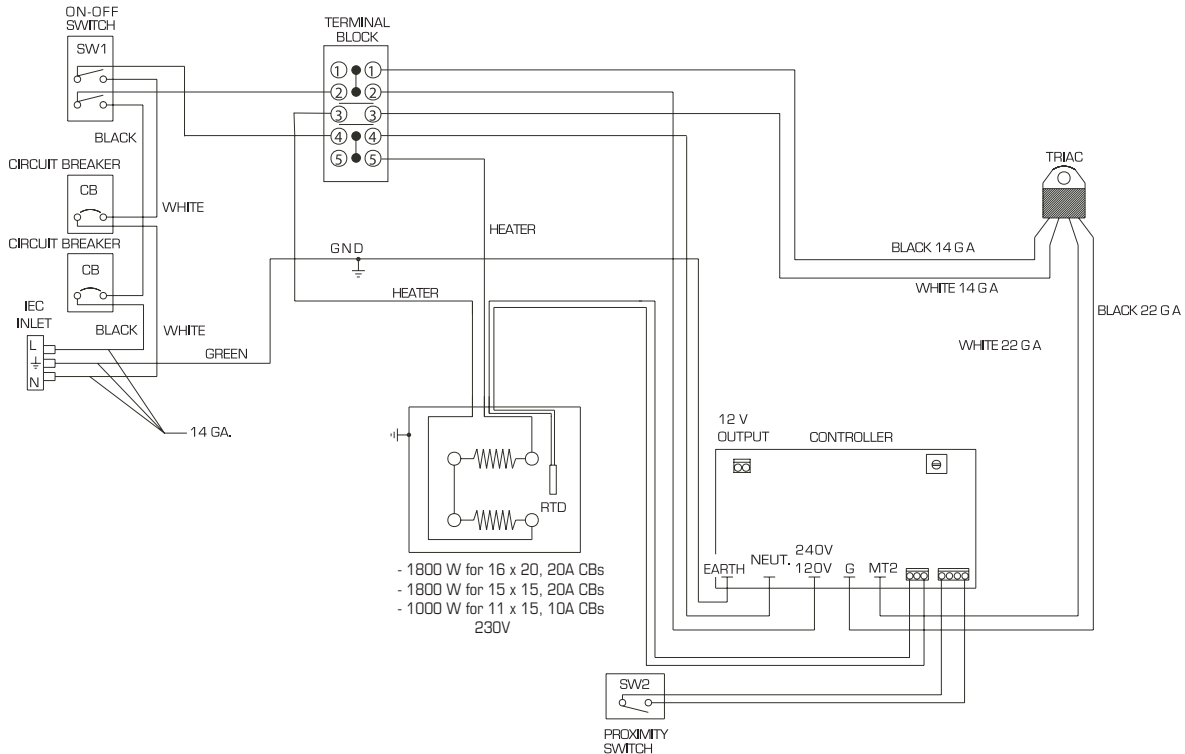 ON-OFF
SWITCH
SW1
BLACK
CIRCUIT BREAKER
CB
WHITE
CIRCUIT BREAKER
CB
IEC
INLET
L
N
BLACK
WHITE
GREEN
14 GA.
TERMINAL
BLOCK
1 1
2 2
3 3
4 4
5 5
HEATER
GND
HEATER
RTD
- 1800 W for 16 x 20, 20A CBs
- 1800 W for 15 x 15, 20A CBs
- 1000 W for 11 x 15, 10A CBs
230V
TRIAC
BLACK 14 GA
WHITE 14 GA
BLACK 22 GA
WHITE 22 GA
12 V
OUTPUT
CONTROLLER
EARTH
NEUT.
240V
120V
G
MT2
SW2
PROXIMITY
SWITCH